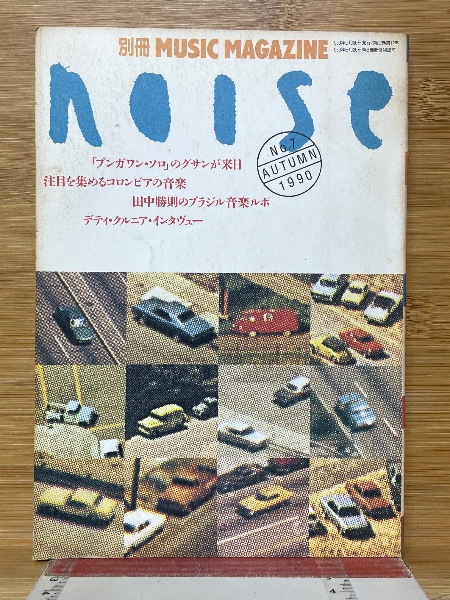 別冊 MUSIC MAGAZINE
noise
No.7
AUTUMN
1990
「ブンガワン・ソロ」のグサンが来日
注目を集めるコロンビアの音楽
田中勝則のブラジル音楽ルポ
デティ・クルニア・インタヴュー